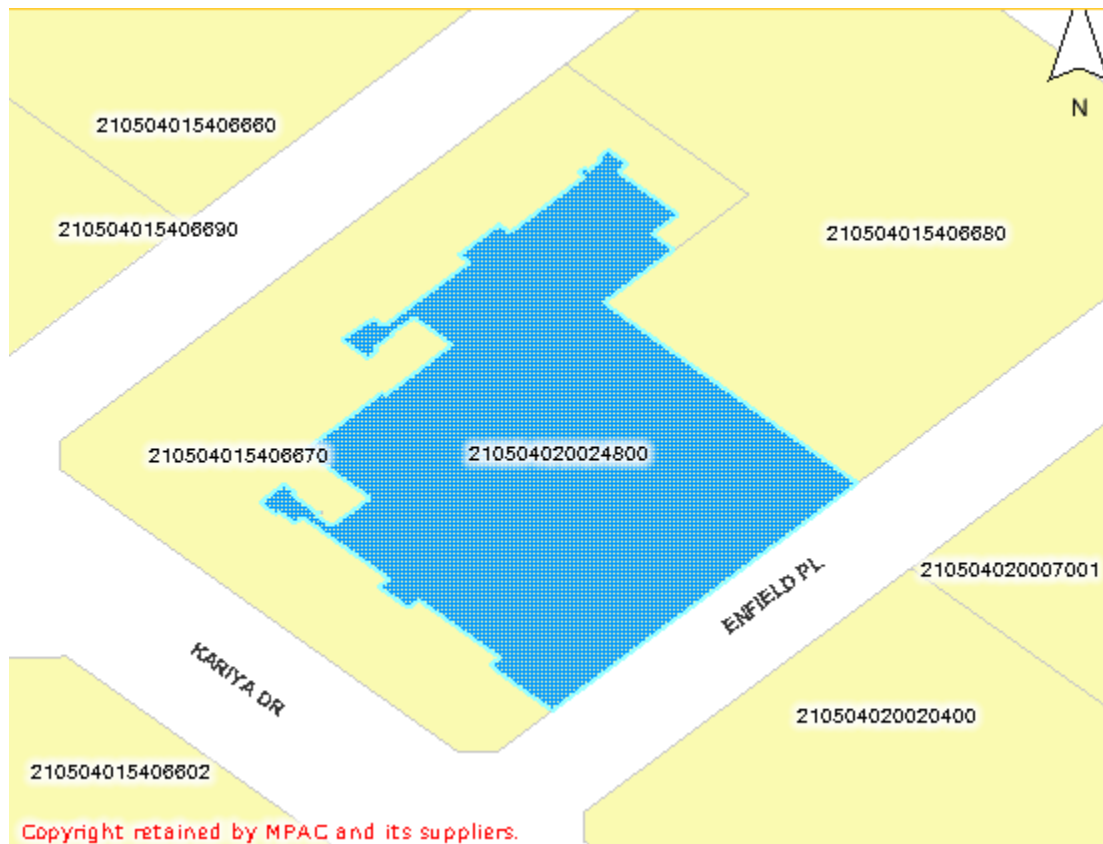 210504015406660
N
210504015406690
210504015406680
210504015406670
210504020024800
ENFIELD PL
210504020007001
KARIYA DR
210504020020400
210504015406602
Copyright retained by MPAC and its suppliers.